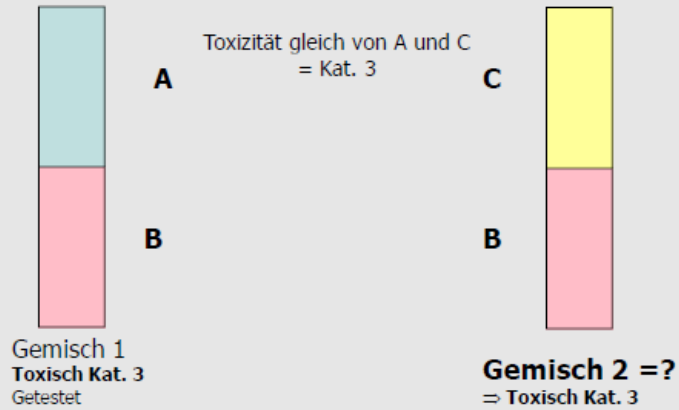 Toxizität gleich von A und C
= Kat. 3
A
C
B
B
Gemisch 1
Toxisch Kat. 3
Getestet
Gemisch 2 =?
⇒ Toxisch Kat. 3